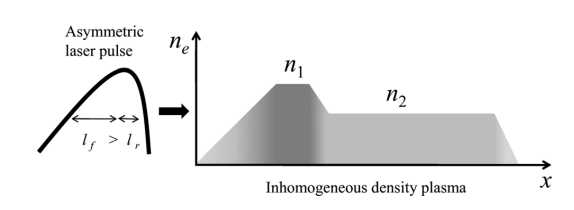 Asymmetric
laser pulse
l_f > l_r
n_e
n_1
n_2
x
Inhomogeneous density plasma